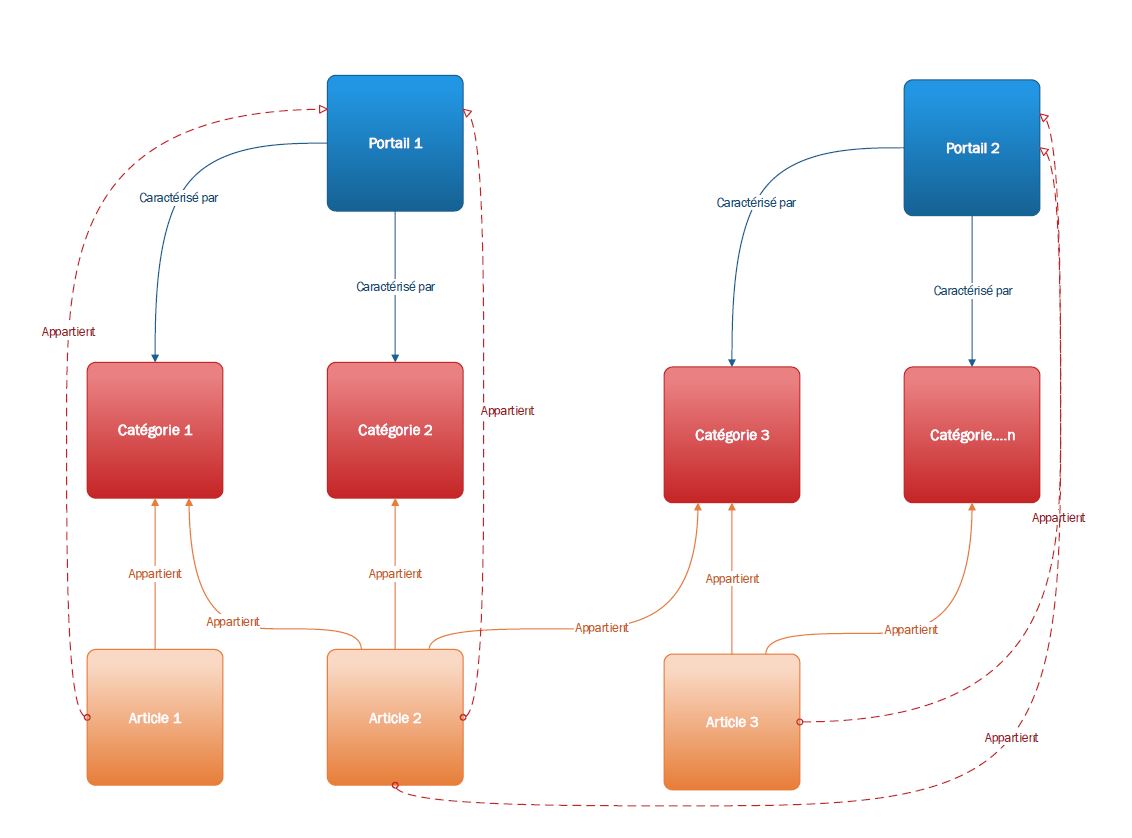 Portail 1
Portail 2
Caractérisé par
Caractérisé par
Caractérisé par
Caractérisé par
Appartient
Appartient
Catégorie 1
Catégorie 2
Catégorie 3
Catégorie....n
Appartient
Appartient
Appartient
Appartient
Appartient
Appartient
Appartient
Article 1
Article 2
Article 3
Appartient